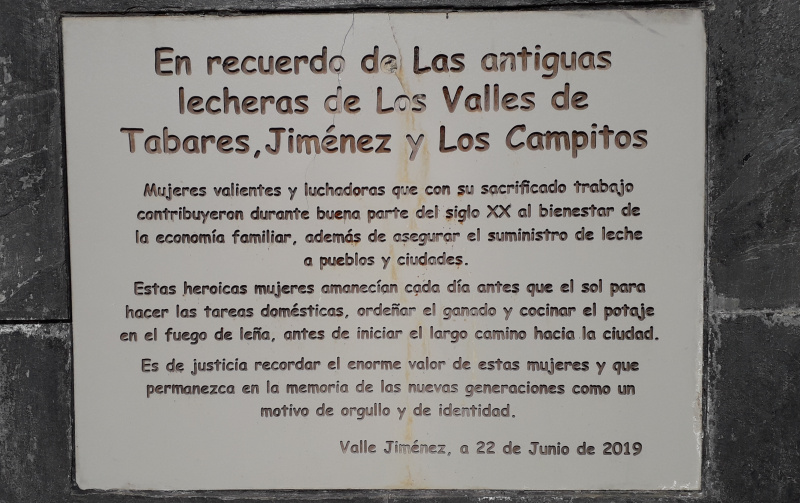 En recuerdo de Las antiguas
lecheras de Los Valles de
Tabares, Jiménez y Los Campitos
Mujeres valientes y luchadoras que con su sacrificado trabajo
contribuyeron durante buena parte del siglo XX al bienestar de
la economía familiar, además de asegurar el suministro de leche
a pueblos y ciudades.
Estas heroicas mujeres amanecían cada día antes que el sol para
hacer las tareas domésticas, ordeñar el ganado y cocinar el potaje
en el fuego de leña, antes de iniciar el largo camino hacia la ciudad.
Es de justicia recordar el enorme valor de estas mujeres y que
permanezca en la memoria de las nuevas generaciones como un
motivo de orgullo y de identidad.
Valle Jiménez, a 22 de Junio de 2019